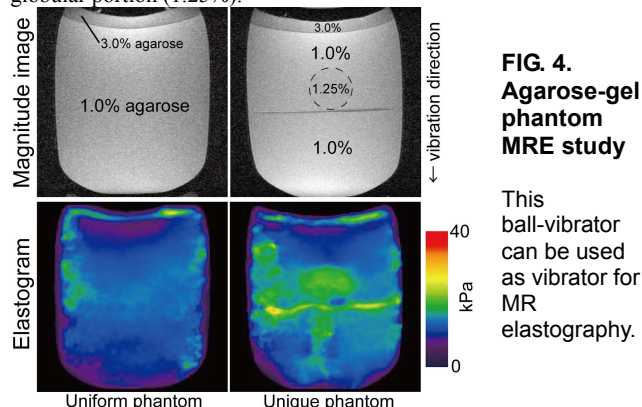 globular portion (1.25%).
Magnitude image
3.0% agarose
1.0% agarose
3.0%
1.0%
1.25%
1.0%
← vibration direction
Elastogram
40
kPa
0
Uniform phantom
Unique phantom
FIG. 4.
Agarose-gel
phantom
MRE study
This
ball-vibrator
can be used
as vibrator for
MR
elastography.